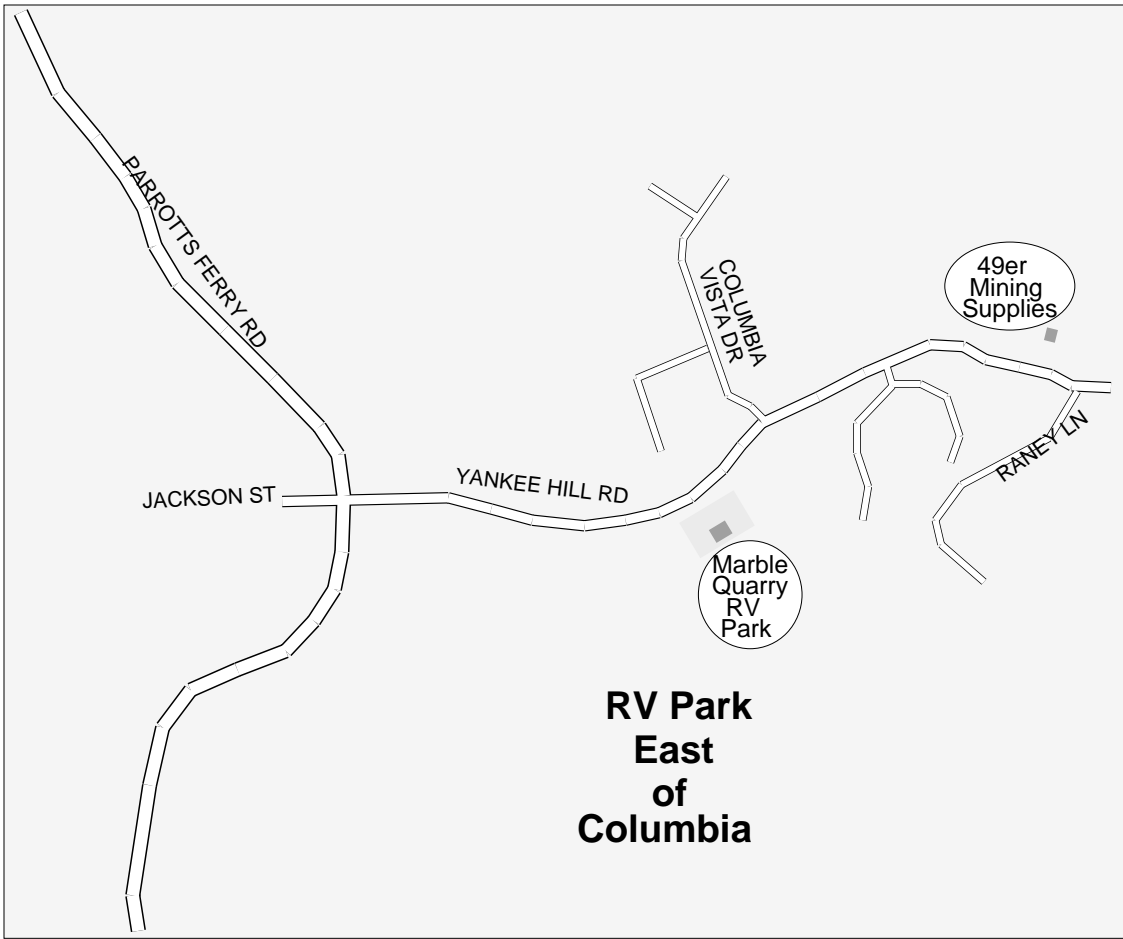 PARROTTS FERRY RD
COLUMBIA
VISTA DR
49er
Mining
Supplies
RANEY LN
YANKEE HILL RD
JACKSON ST
Marble
Quarry
RV
Park
RV Park
East
of
Columbia